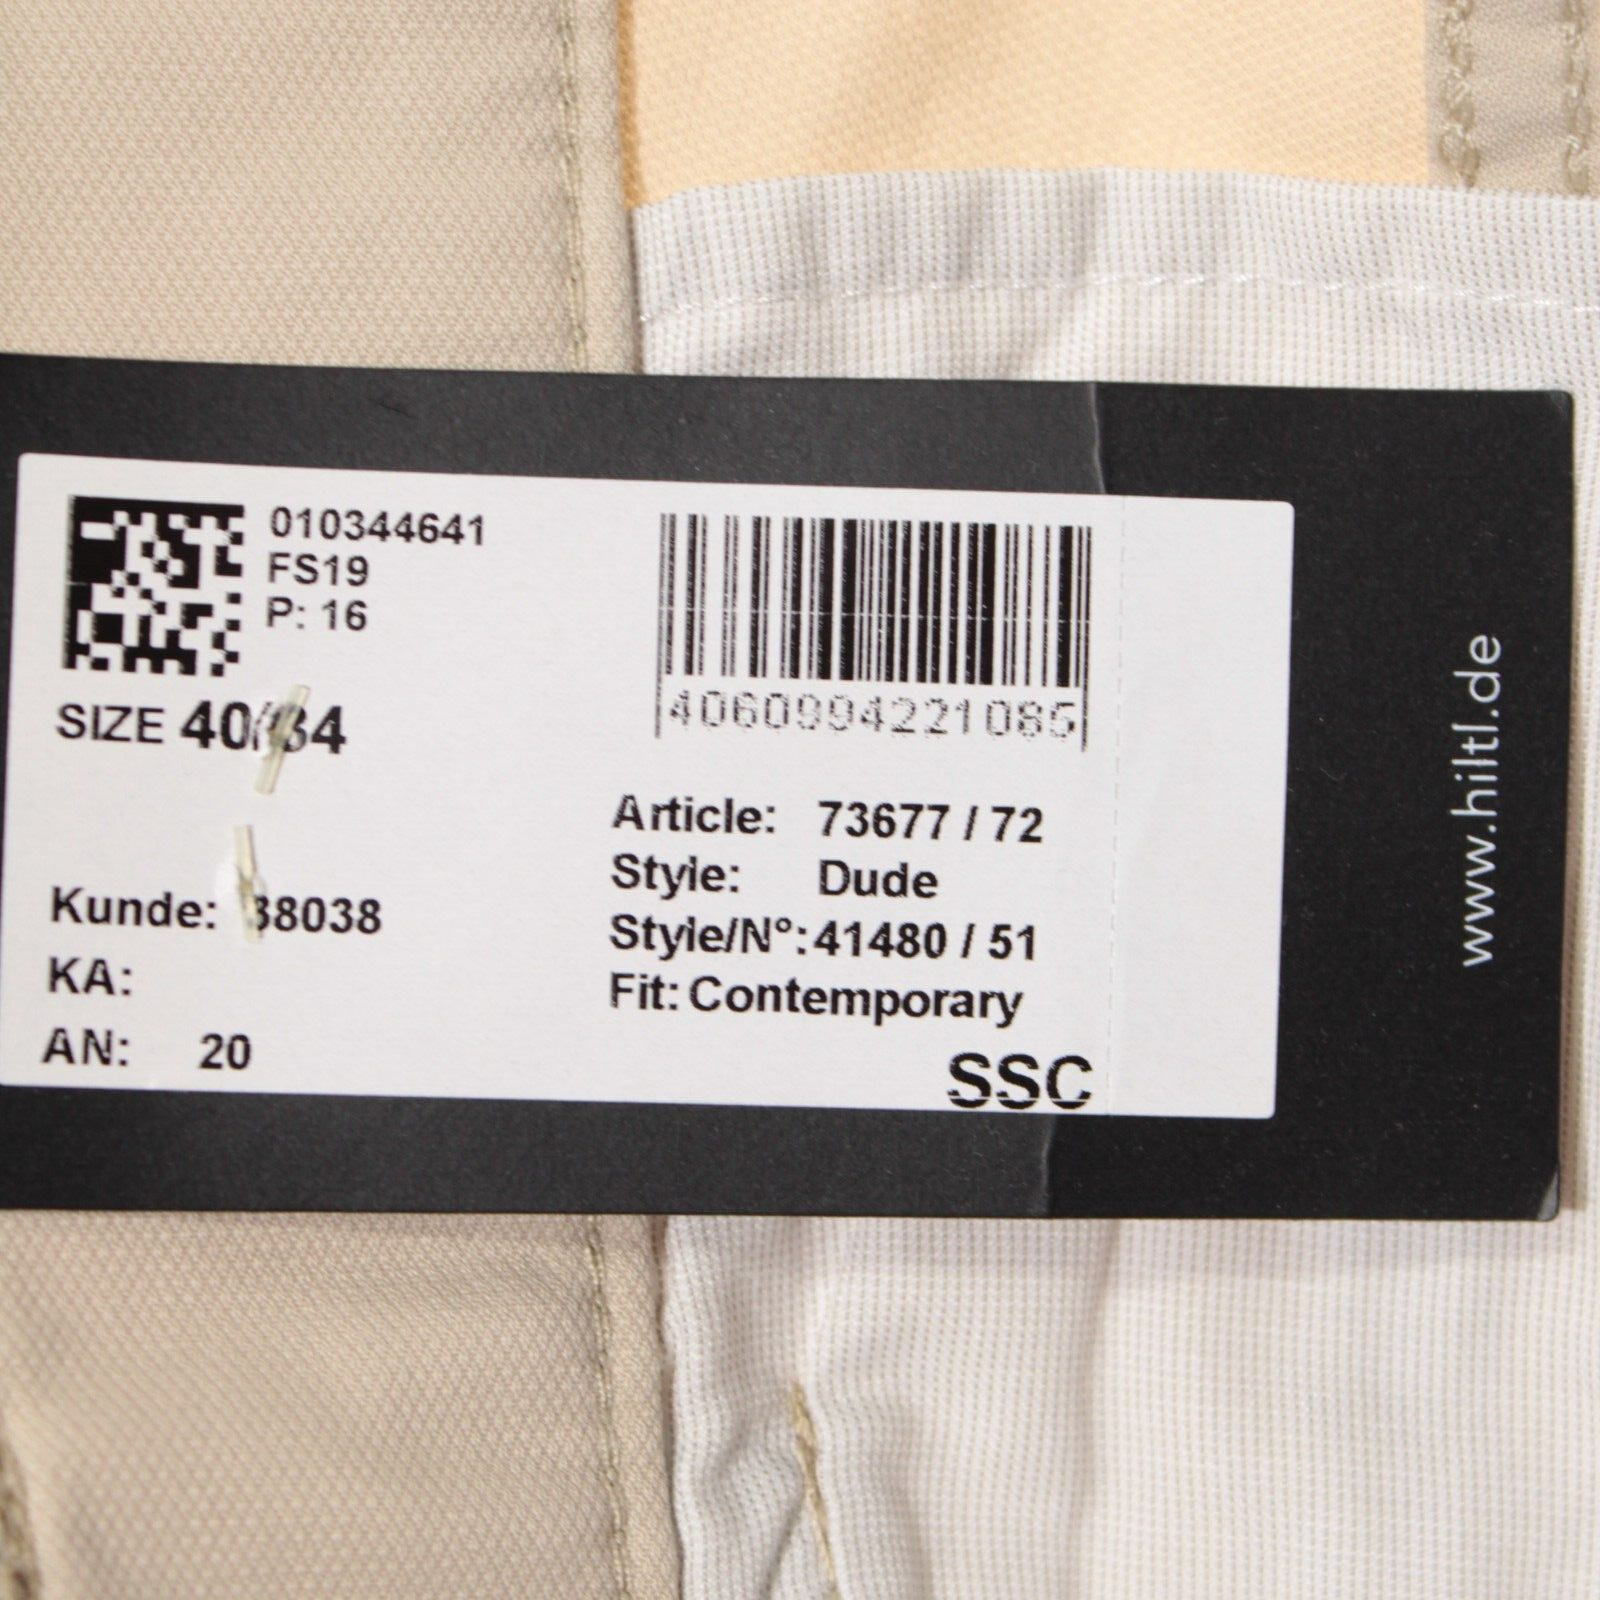 010344641
FS19
P: 16
SIZE 40/34
4060994221085
Article: 73677 / 72
Style: Dude
Style/N°: 41480 / 51
Fit: Contemporary
Kunde: 38038
KA:
AN: 20
SSC
www.hiltl.de